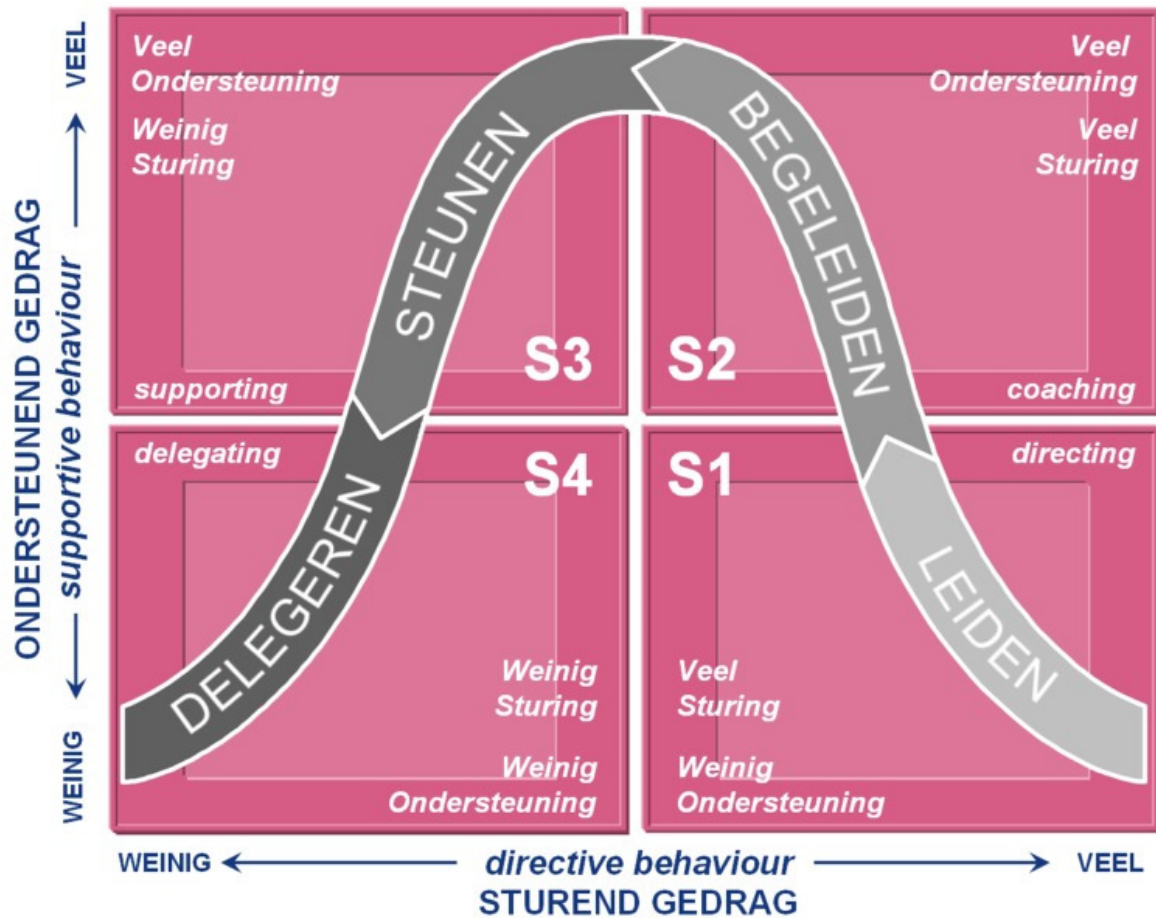 VEEL
ONDERSTEUNEND GEDRAG
supportive behaviour
WEINIG
Veel
Ondersteuning
Weinig
Sturing
STEUNEN
S3
supporting
Veel
Ondersteuning
Veel
Sturing
BEGELEIDEN
S2
coaching
delegating
S4
DELEGEREN
Weinig
Sturing
Weinig
Ondersteuning
S1
directing
LEIDEN
Veel
Sturing
Weinig
Ondersteuning
WEINIG
directive behaviour
VEEL
STUREND GEDRAG